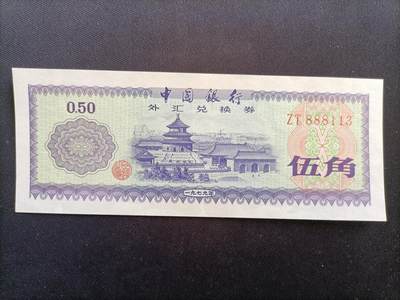 中国银行
外汇兑换券
0.50
ZT 888113
伍角
一九七九年